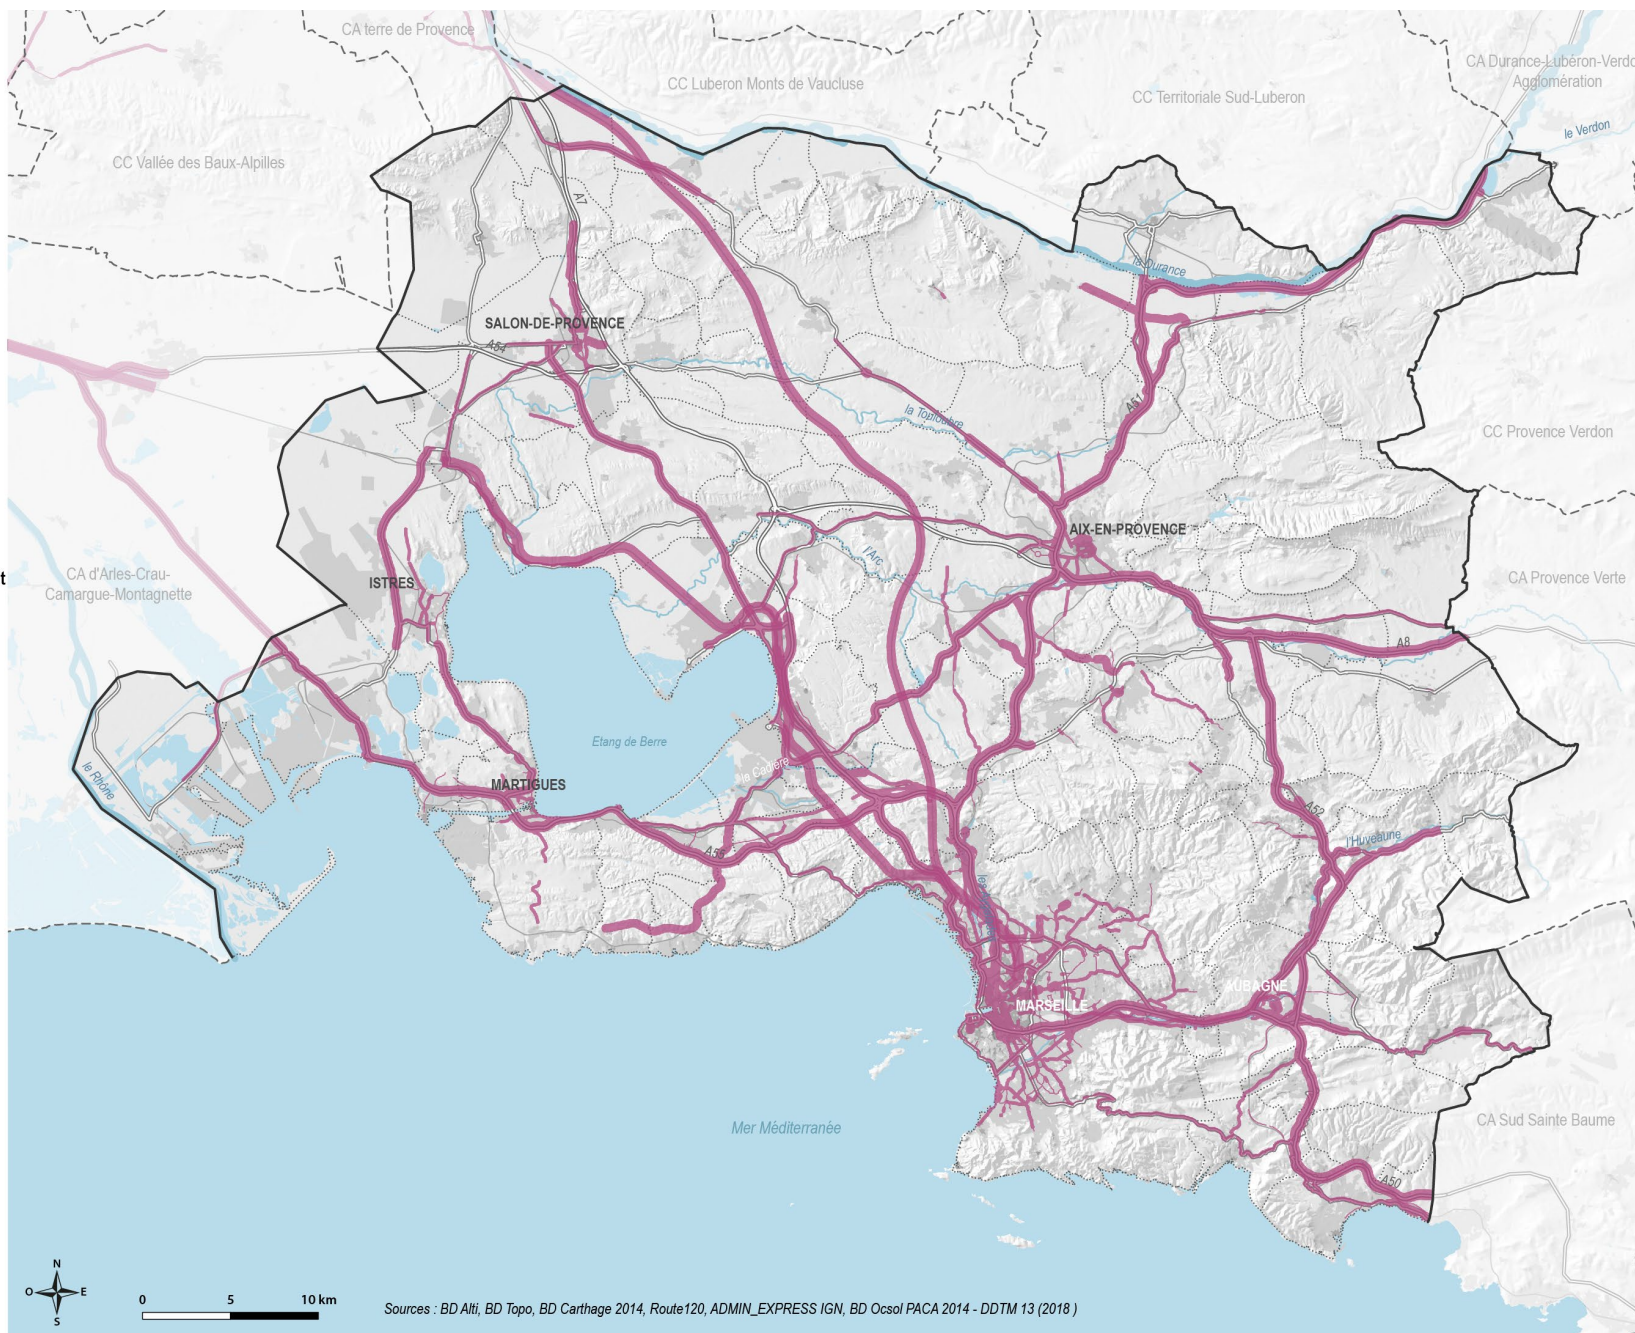 CA terre de Provence
CC Luberon Monts de Vaucluse
CA Durance-Lubéron-Verdo
Agglomération
CC Territoriale Sud-Luberon
le Verdon
CC Vallée des Baux-Alpilles
A7
la Durance
SALON-DE-PROVENCE
A54
A51
la Touloubre
CC Provence Verdon
AIX-EN-PROVENCE
l'Arc
t
CA d'Arles-Crau-
Camargue-Montagnette
ISTRES
CA Provence Verte
A8
Etang de Berre
le Rhône
la Cadière
MARTIGUES
A52
l'Huveaune
A55
AUBAGNE
MARSEILLE
Mer Méditerranée
CA Sud Sainte Baume
A50
N
O
E
S
0
5
10 km
Sources : BD Alti, BD Topo, BD Carthage 2014, Route120, ADMIN_EXPRESS IGN, BD Ocsol PACA 2014 - DDTM 13 (2018 )